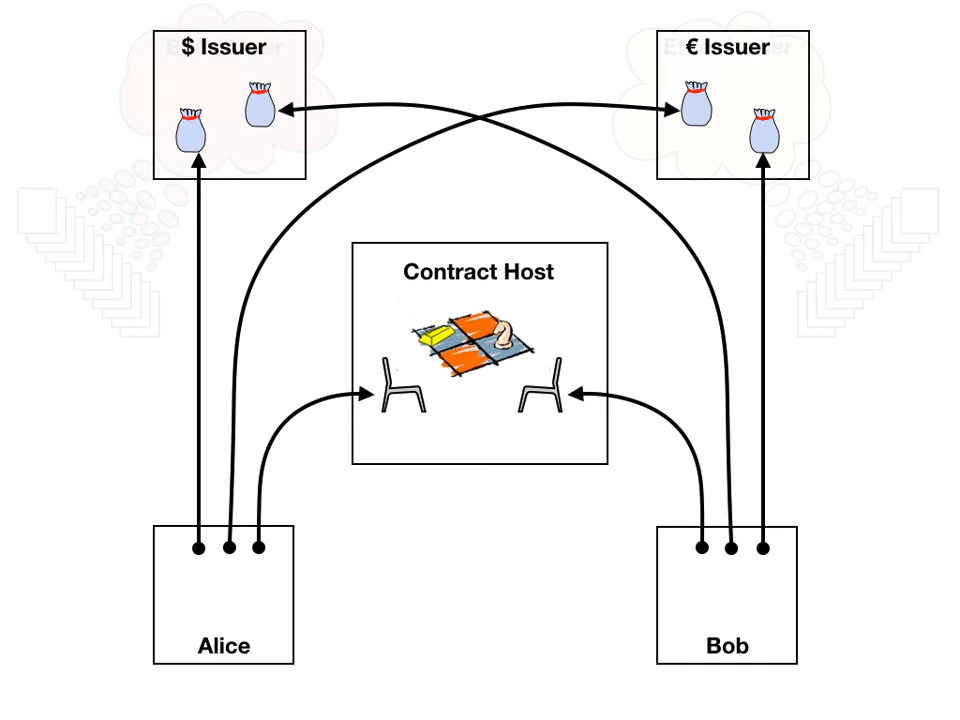 $ Issuer
€ Issuer
Contract Host
Alice
Bob